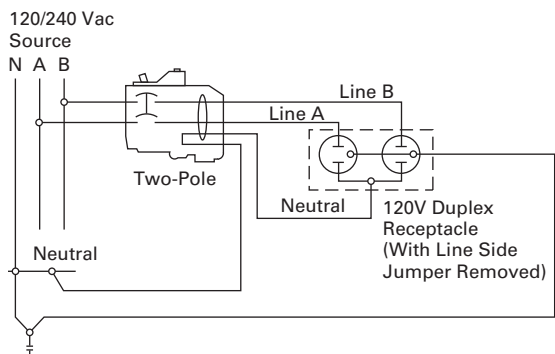 120/240 Vac
Source
N A B
Line B
Line A
Two-Pole
Neutral
120V Duplex
Receptacle
(With Line Side
Jumper Removed)
Neutral